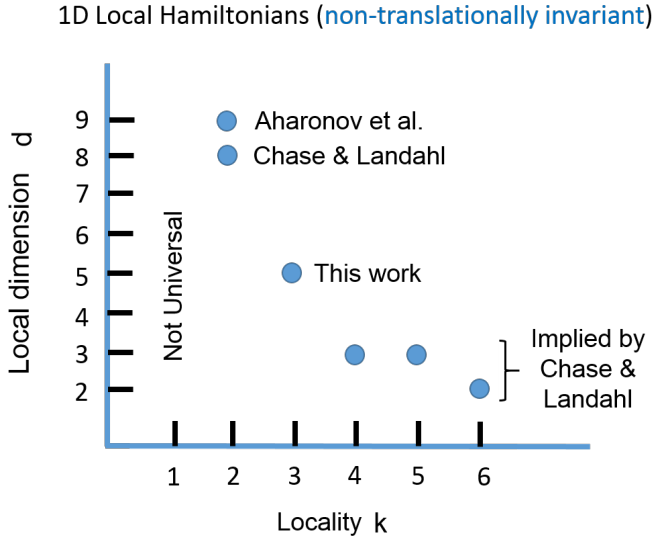 1D Local Hamiltonians (non-translationally invariant)
Local dimension d
9
8
7
6
5
4
3
2
Not Universal
Aharonov et al.
Chase & Landahl
This work
Implied by
Chase &
Landahl
1 2 3 4 5 6
Locality k